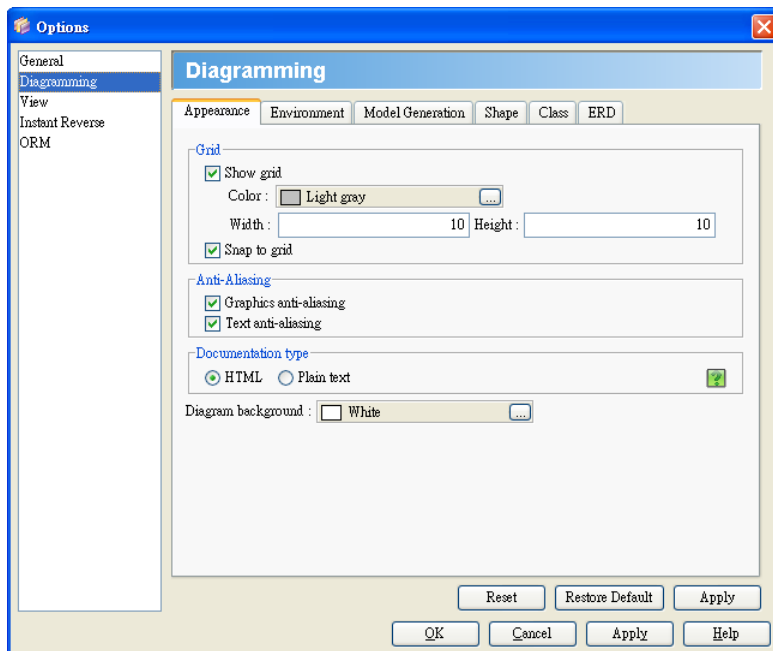 Options
General
Diagramming
View
Instant Reverse
ORM
Diagramming
Appearance Environment Model Generation Shape Class ERD
Grid
Show grid
Color : Light gray ...
Width : 10 Height : 10
Snap to grid
Anti-Aliasing
Graphics anti-aliasing
Text anti-aliasing
Documentation type
HTML Plain text ?
Diagram background : White ...
Reset Restore Default Apply
OK Cancel Apply Help